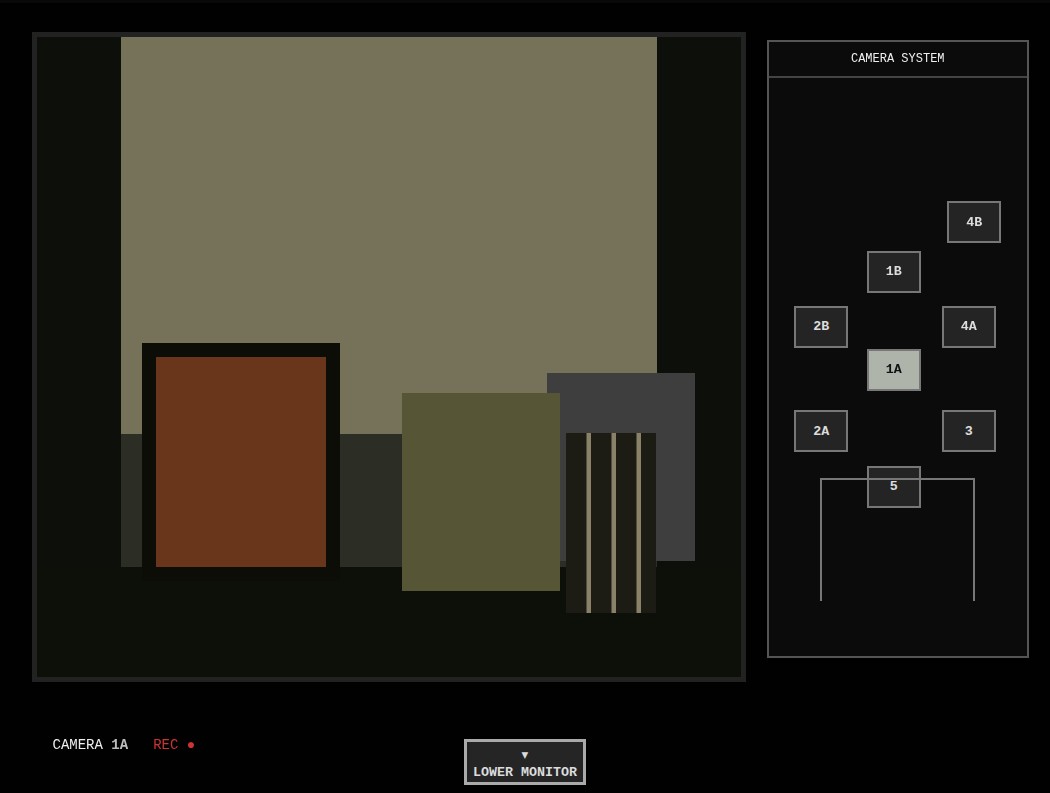 CAMERA SYSTEM
4B
1B
2B
4A
1A
2A
3
5
CAMERA 1A REC ●
▼
LOWER MONITOR